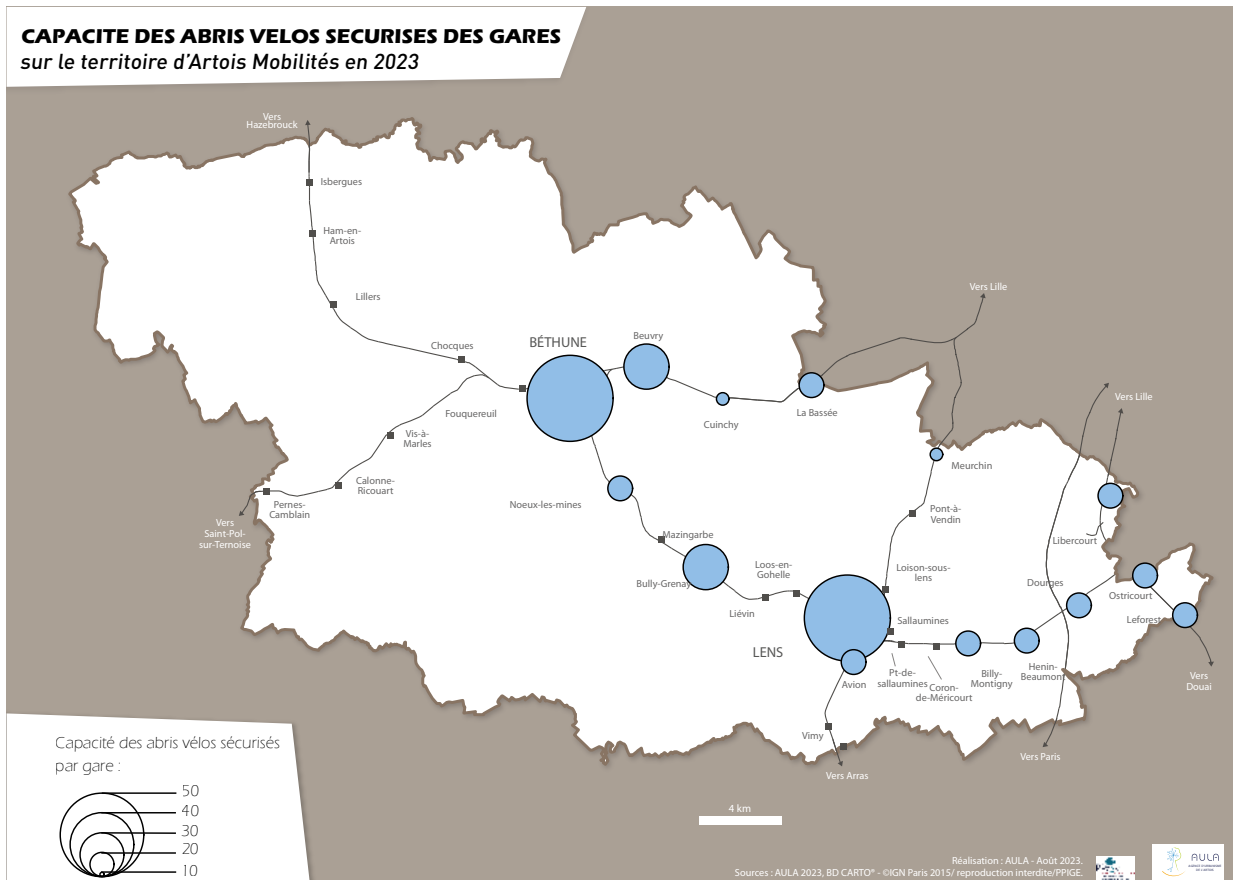 CAPACITE DES ABRIS VELOS SECURISES DES GARES
sur le territoire d'Artois Mobilités en 2023
Vers
Hazebrouck
Isbergues
Ham-en-
Artois
Lillers
Chocques
BÉTHUNE
Beuvry
Fouquereuil
Vis-à-
Marles
Calonne-
Ricouart
Pernes-
Camblain
Vers
Saint-Pol-
sur-Ternoise
Cuinchy
La Bassée
Vers Lille
Vers Lille
Meurchin
Noeux-les-mines
Mazingarbe
Bully-Grenay
Loos-en-
Gohelle
Liévin
Pont-à-
Vendin
Loison-sous-
lens
Libercourt
Dourges
Ostricourt
Leforest
Sallaumines
LENS
Avion
Pt-de-
sallaumines
Coron-
de-Méricourt
Billy-
Montigny
Henin-
Beaumont
Vers
Douai
Vimy
Vers Arras
Vers Paris
Capacité des abris vélos sécurisés
par gare :
50
40
30
20
10
4 km
Réalisation : AULA - Août 2023.
Sources : AULA 2023, BD CARTO® - ©IGN Paris 2015/ reproduction interdite/PPIGE.
AULA